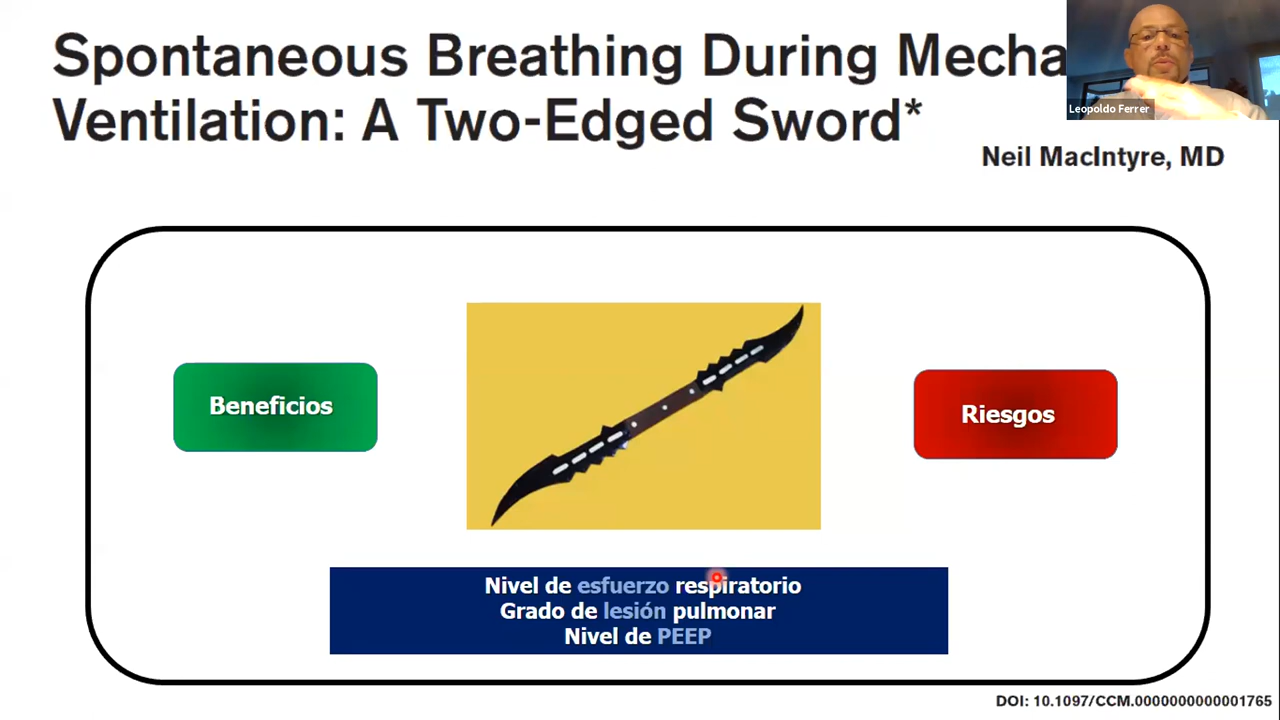 Spontaneous Breathing During Mecha
Ventilation: A Two-Edged Sword*
Leopoldo Ferrer
Neil MacIntyre, MD
Beneficios
Riesgos
Nivel de esfuerzo respiratorio
Grado de lesión pulmonar
Nivel de PEEP
DOI: 10.1097/CCM.0000000000001765